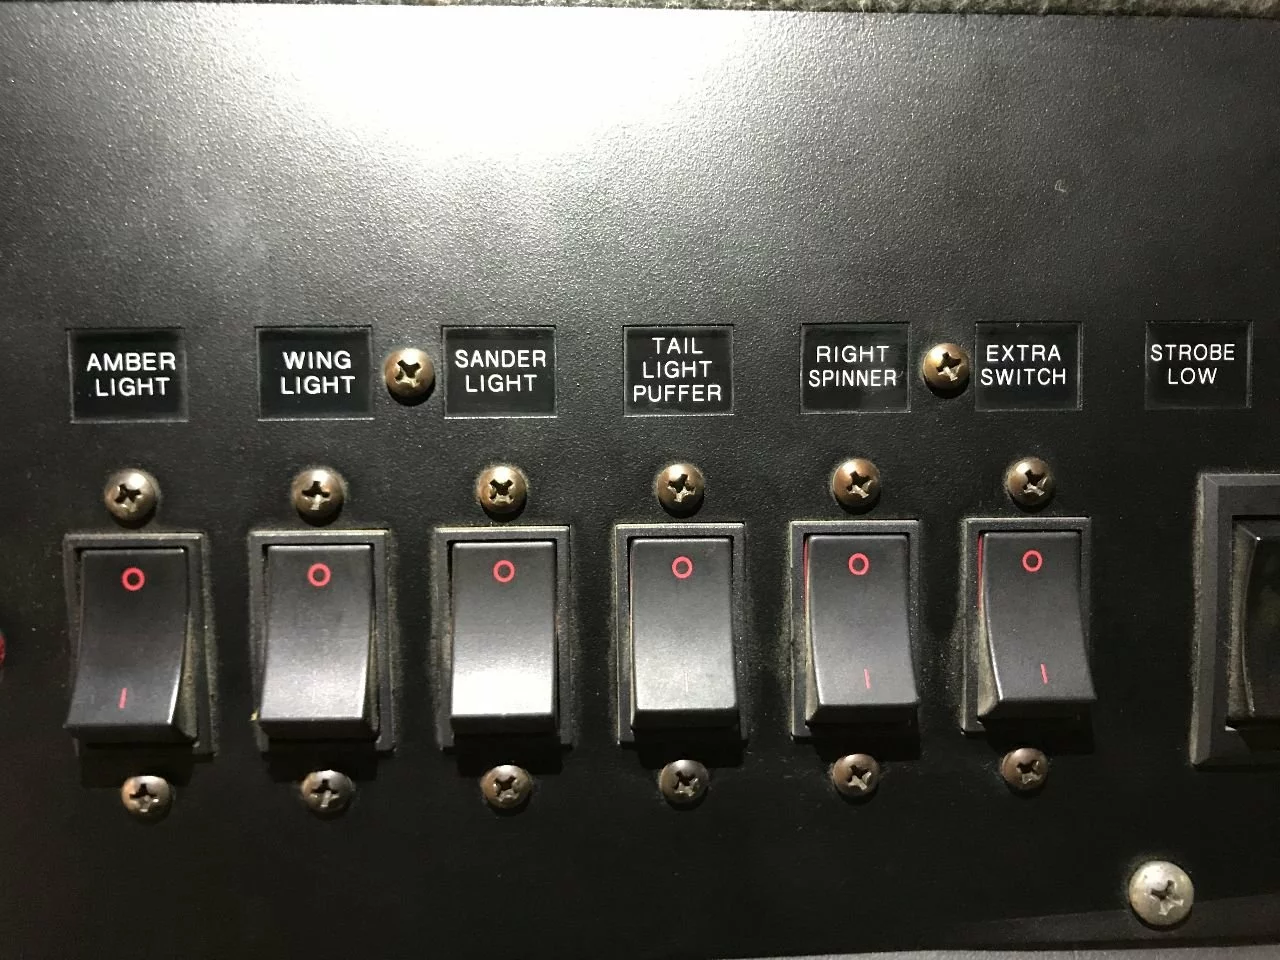 AMBER
LIGHT
WING
LIGHT
SANDER
LIGHT
TAIL
LIGHT
PUFFER
RIGHT
SPINNER
EXTRA
SWITCH
STROBE
LOW
O
O
O
O
O
O
I
I
I